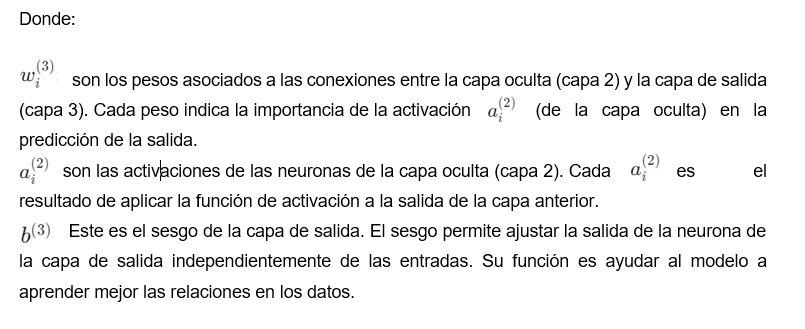 Donde:
w_i^(3) son los pesos asociados a las conexiones entre la capa oculta (capa 2) y la capa de salida
(capa 3). Cada peso indica la importancia de la activación a_i^(2) (de la capa oculta) en la
predicción de la salida.
a_i^(2) son las activaciones de las neuronas de la capa oculta (capa 2). Cada a_i^(2) es el
resultado de aplicar la función de activación a la salida de la capa anterior.
b^(3) Este es el sesgo de la capa de salida. El sesgo permite ajustar la salida de la neurona de
la capa de salida independientemente de las entradas. Su función es ayudar al modelo a
aprender mejor las relaciones en los datos.